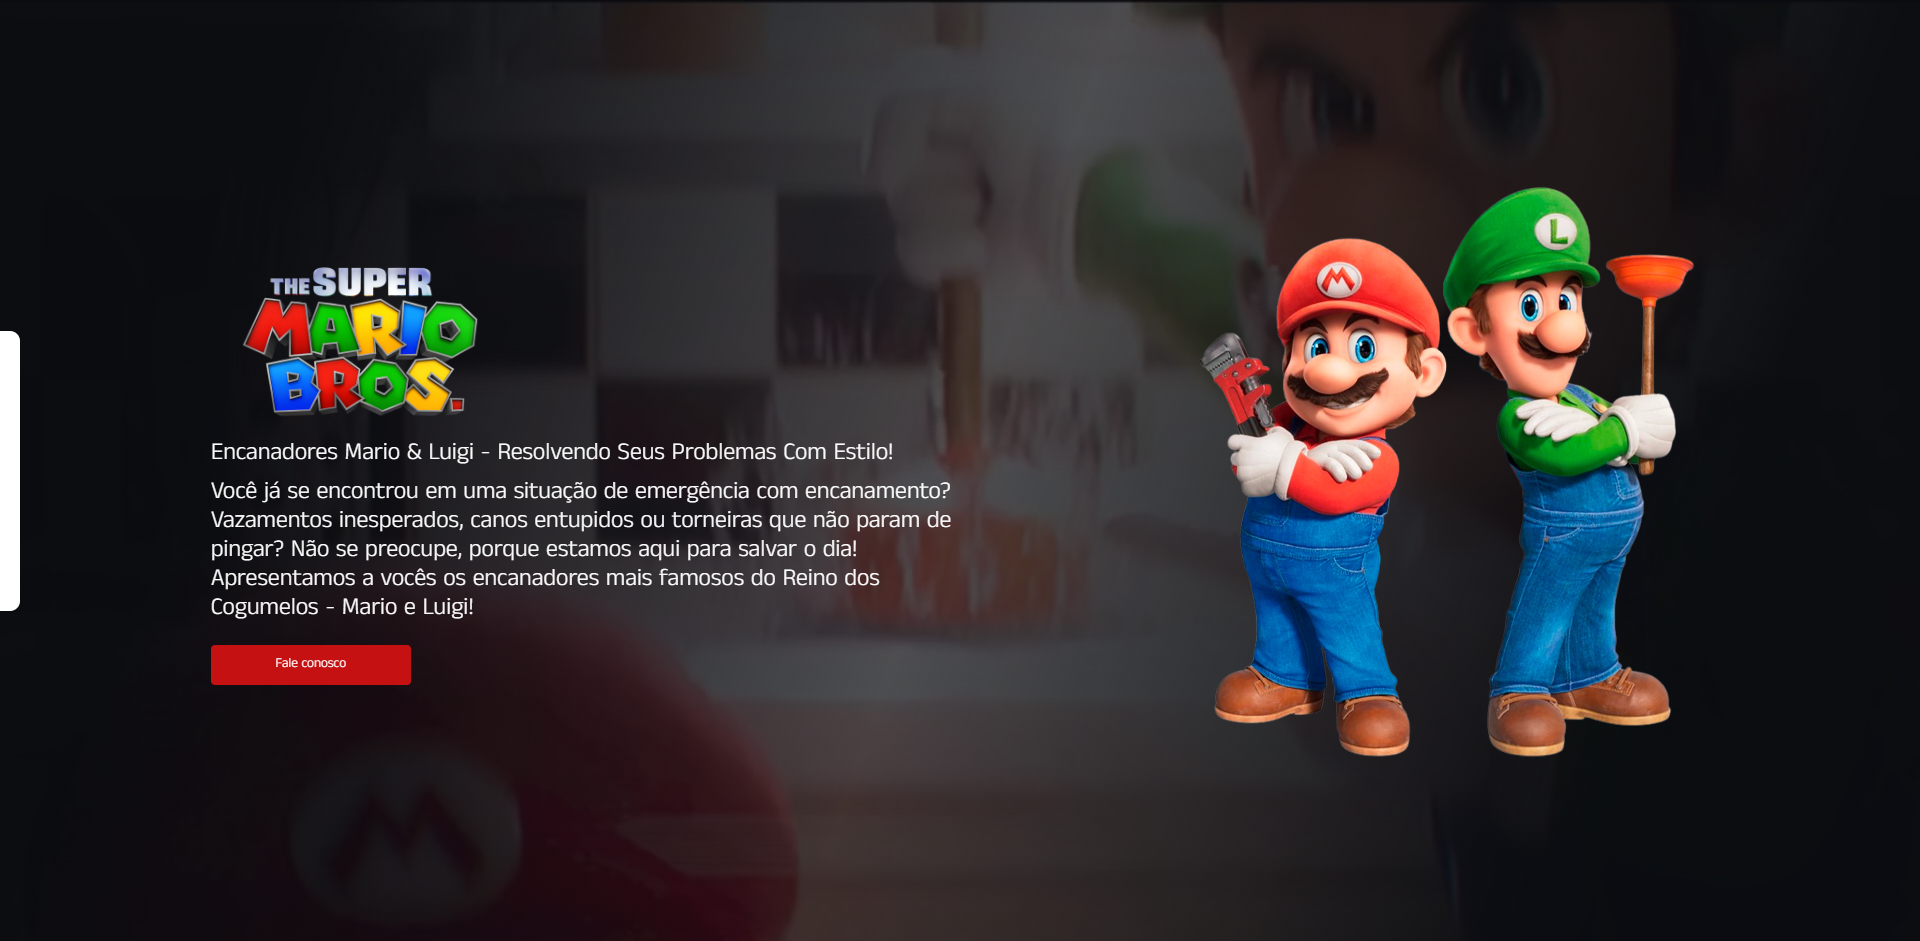 THE SUPER
MARIO
BROS.
Encanadores Mario & Luigi - Resolvendo Seus Problemas Com Estilo!
Você já se encontrou em uma situação de emergência com encanamento?
Vazamentos inesperados, canos entupidos ou torneiras que não param de
pingar? Não se preocupe, porque estamos aqui para salvar o dia!
Apresentamos a vocês os encanadores mais famosos do Reino dos
Cogumelos - Mario e Luigi!
Fale conosco
M
L
M